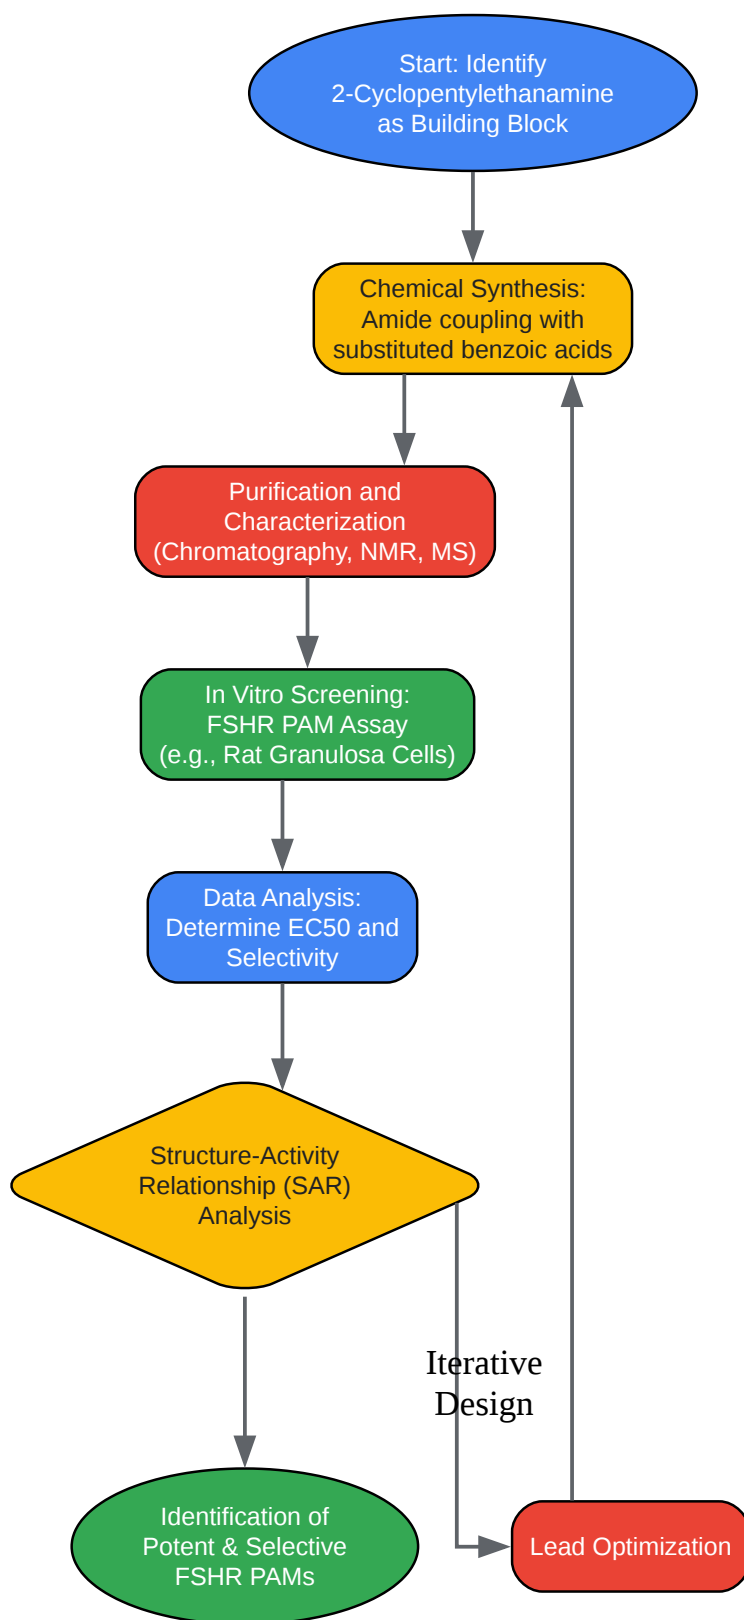 Start: Identify
2-Cyclopentylethanamine
as Building Block
Chemical Synthesis:
Amide coupling with
substituted benzoic acids
Purification and
Characterization
(Chromatography, NMR, MS)
In Vitro Screening:
FSHR PAM Assay
(e.g., Rat Granulosa Cells)
Data Analysis:
Determine EC50 and
Selectivity
Structure-Activity
Relationship (SAR)
Analysis
Iterative
Design
Identification of
Potent & Selective
FSHR PAMs
Lead Optimization